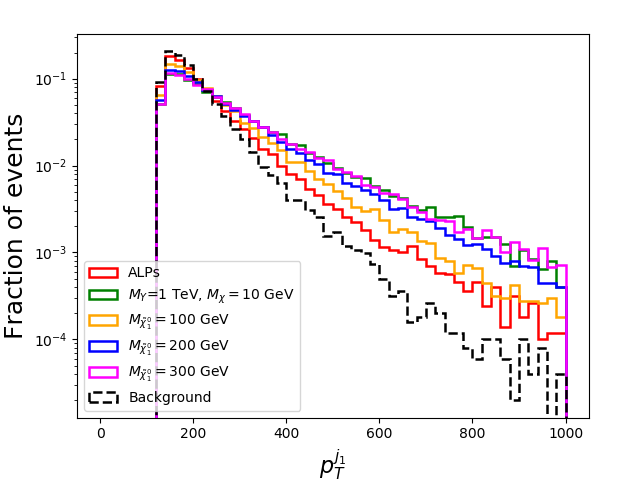 Fraction of events
10⁻¹
10⁻²
10⁻³
10⁻⁴
ALPs
M_Y=1 TeV, M_χ = 10 GeV
M_χ̃₁⁰ = 100 GeV
M_χ̃₁⁰ = 200 GeV
M_χ̃₁⁰ = 300 GeV
Background
0 200 400 600 800 1000
p_T^{j_1}